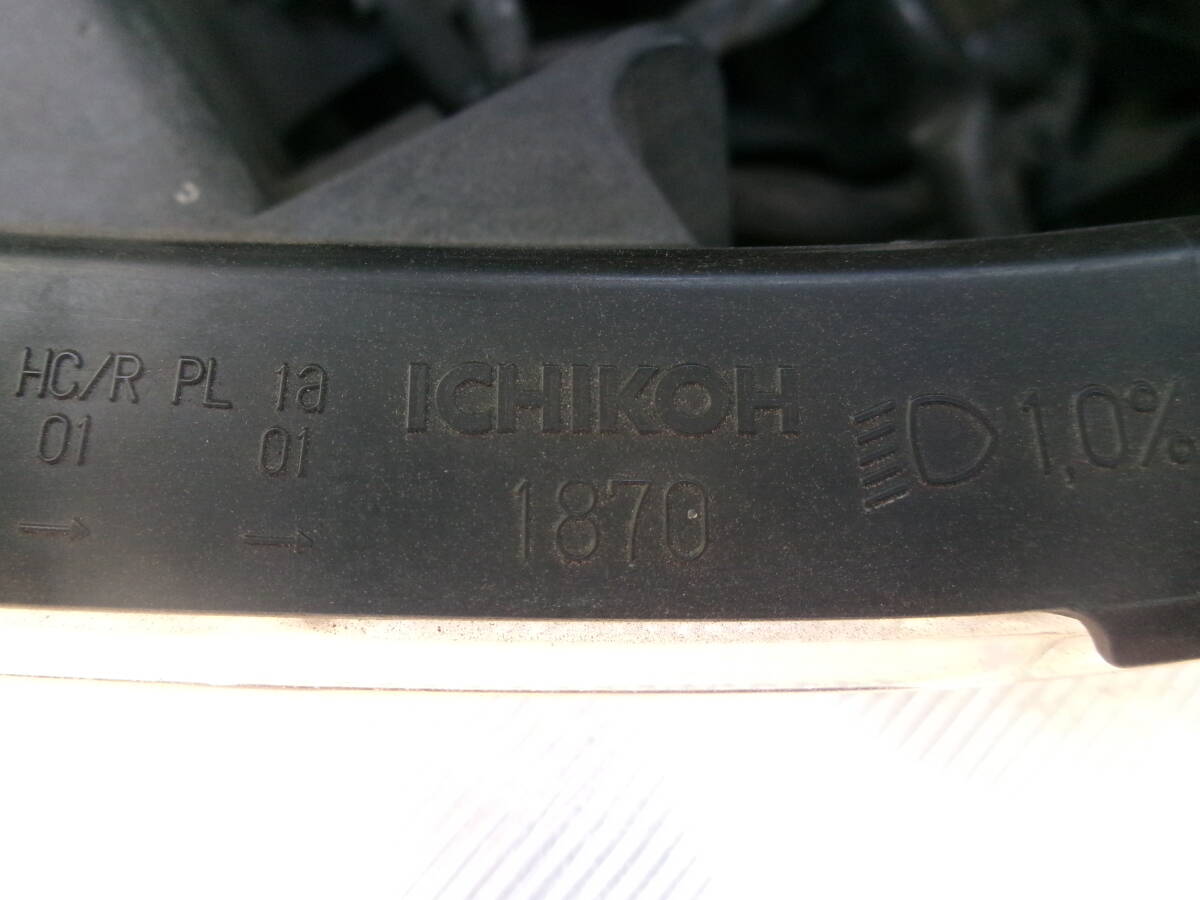 HC/R PL 1a
01 01
→ →
ICHIKOH
1870
1,0%